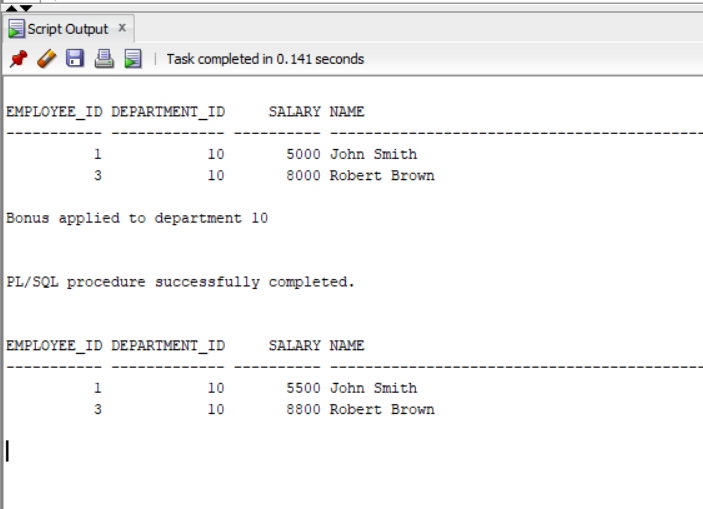 Script Output x
Task completed in 0.141 seconds
EMPLOYEE_ID DEPARTMENT_ID     SALARY NAME
----------- ------------- ---------- --------------------------------------------
          1            10       5000 John Smith
          3            10       8000 Robert Brown
Bonus applied to department 10
PL/SQL procedure successfully completed.
EMPLOYEE_ID DEPARTMENT_ID     SALARY NAME
----------- ------------- ---------- --------------------------------------------
          1            10       5500 John Smith
          3            10       8800 Robert Brown